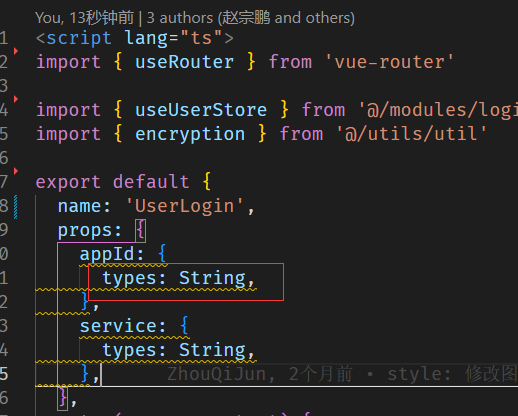 You, 13秒钟前 | 3 authors (赵宗鹏 and others)
1 <script lang="ts">
2 import { useRouter } from 'vue-router'
3
4 import { useUserStore } from '@/modules/logi
5 import { encryption } from '@/utils/util'
6
7 export default {
8 name: 'UserLogin',
9 props: {
0 appId: {
1 types: String,
2 },
3 service: {
4 types: String,
5 }, ZhouQiJun, 2个月前 • style: 修改图
6 },